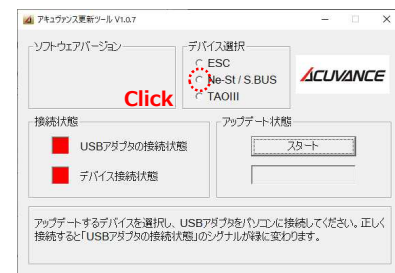 アキュヴァンス更新ツール V1.0.7
ソフトウェアバージョン
デバイス選択
ESC
Ne-St / S.BUS
TAOIII
ACUVANCE
Click
接続状態
USBアダプタの接続状態
デバイス接続状態
アップデート状態
スタート
アップデートするデバイスを選択し、USBアダプタをパソコンに接続してください。正しく
接続すると「USBアダプタの接続状態」のシグナルが緑に変わります。